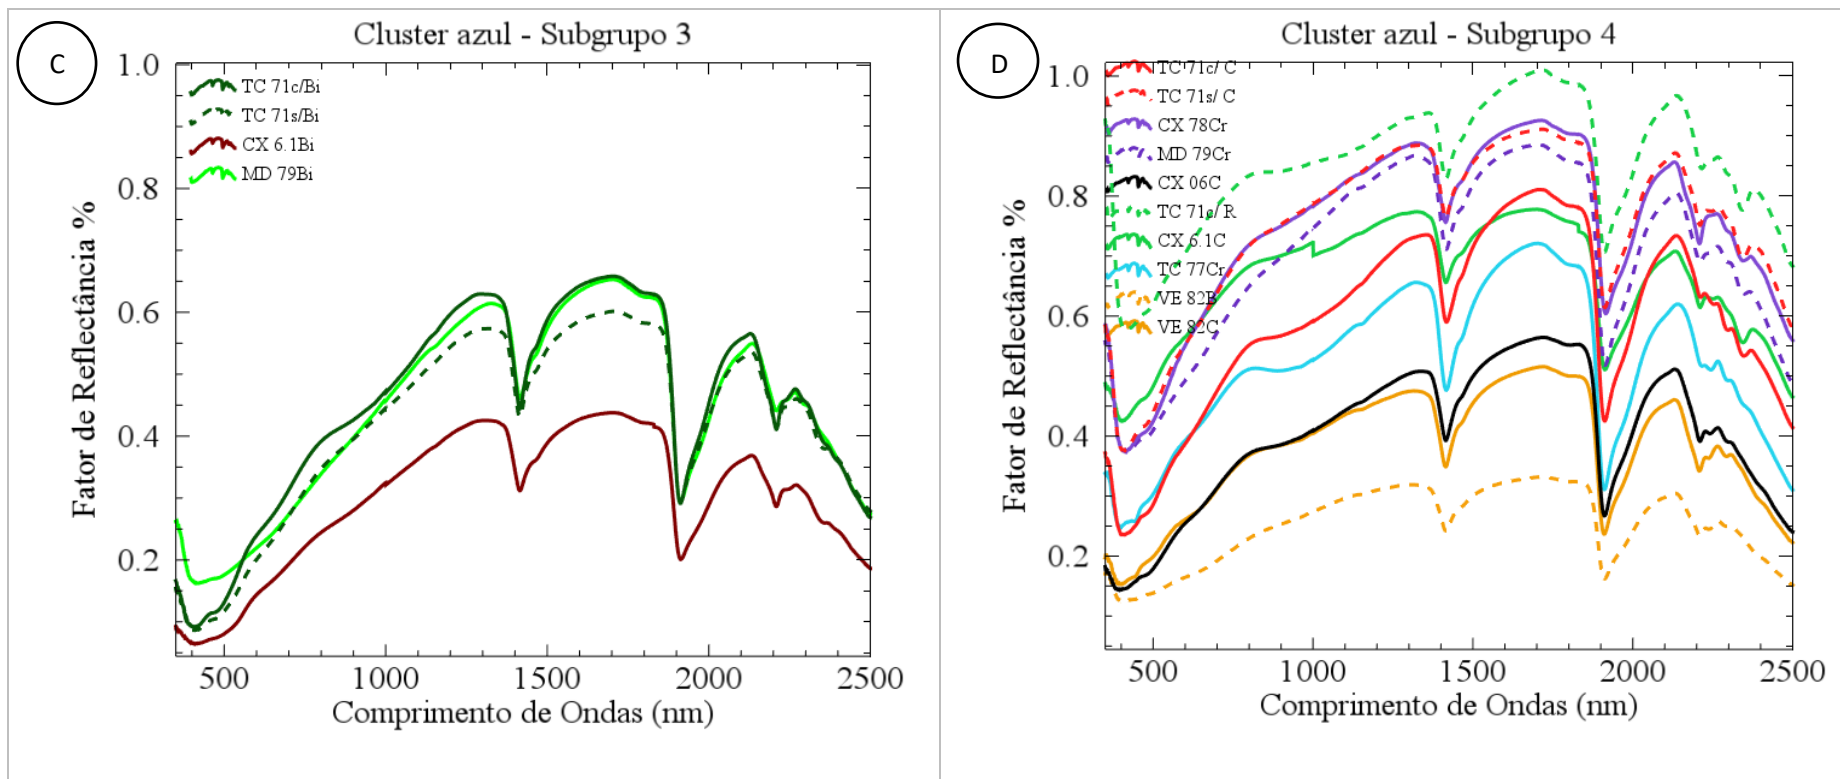 C
Cluster azul - Subgrupo 3
1.0
0.8
0.6
0.4
0.2
Fator de Reflectância %
TC 71c/Bi
TC 71s/Bi
CX 6.1Bi
MD 79Bi
500
1000
1500
2000
2500
Comprimento de Ondas (nm)
D
Cluster azul - Subgrupo 4
1.0
0.8
0.6
0.4
0.2
Fator de Reflectância %
TC 71c/ C
TC 71s/ C
CX 78Cr
MD 79Cr
CX 06C
TC 71c/ R
CX 6.1C
TC 77Cr
VE 82B
VE 82C
500
1000
1500
2000
2500
Comprimento de Ondas (nm)